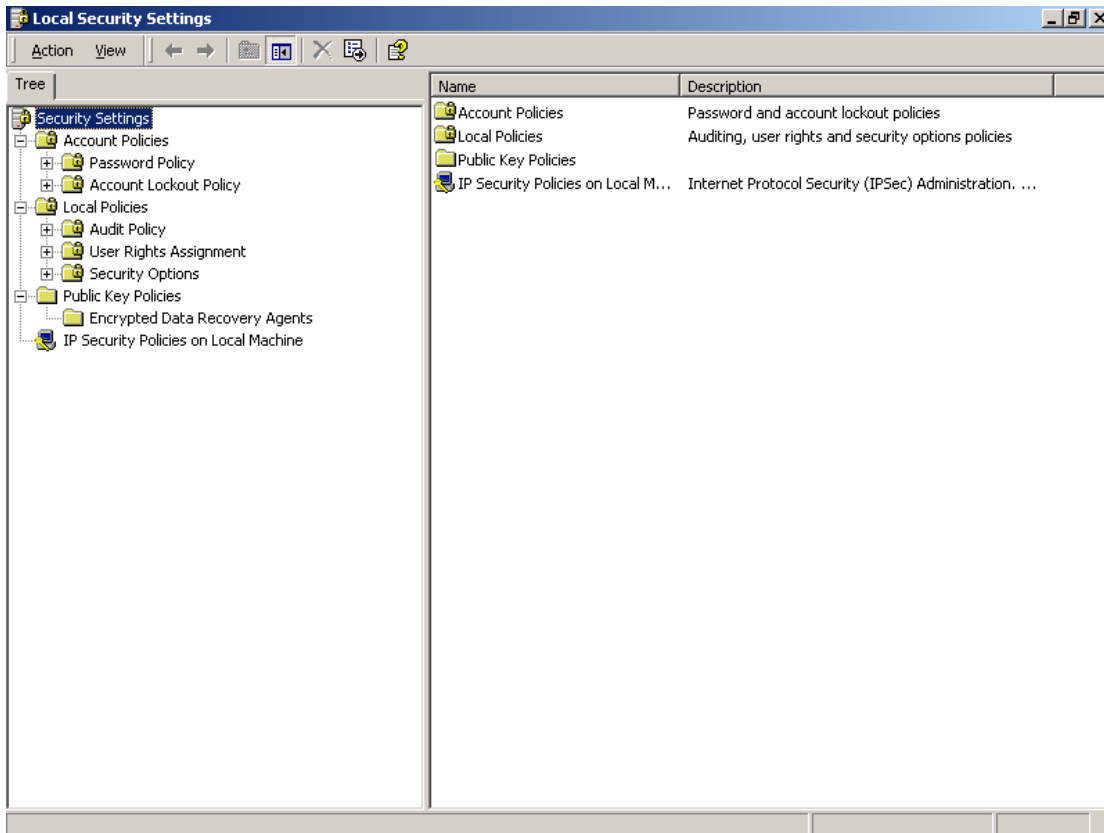 Local Security Settings
Action View
Tree
Security Settings
Account Policies
Password Policy
Account Lockout Policy
Local Policies
Audit Policy
User Rights Assignment
Security Options
Public Key Policies
Encrypted Data Recovery Agents
IP Security Policies on Local Machine
Name Description
Account Policies Password and account lockout policies
Local Policies Auditing, user rights and security options policies
Public Key Policies
IP Security Policies on Local M... Internet Protocol Security (IPSec) Administration. ...